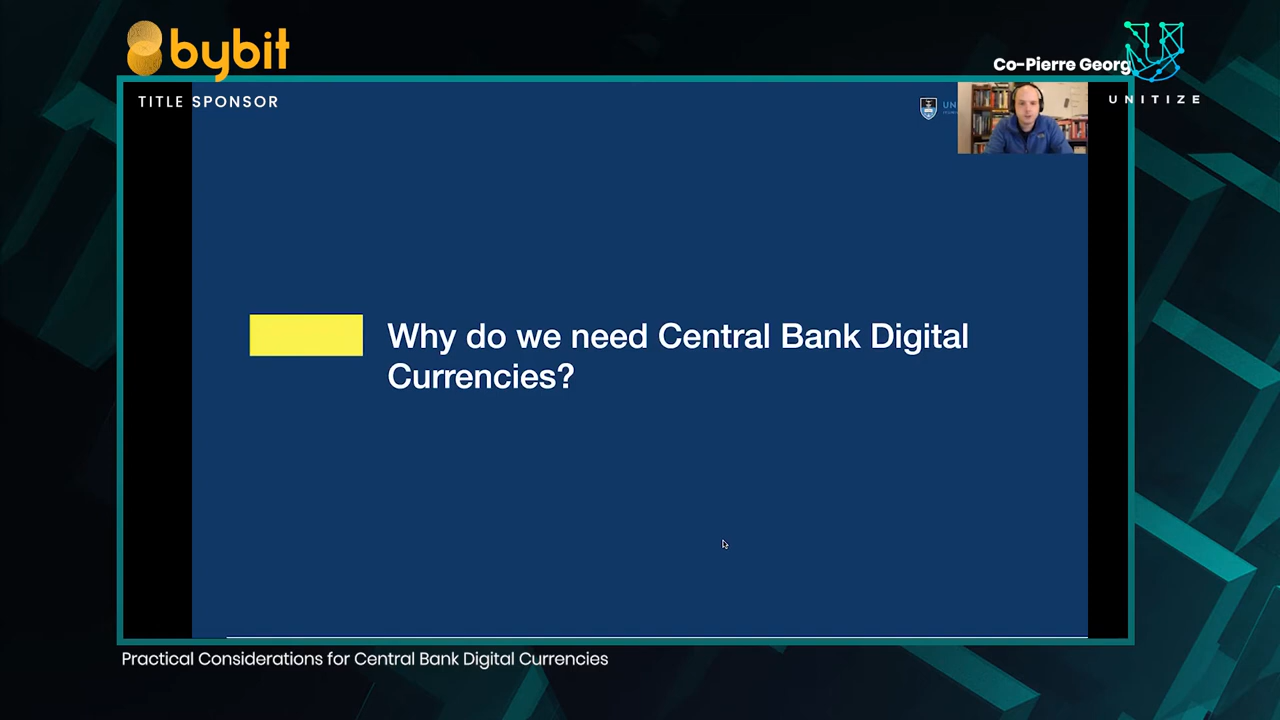 bybit
TITLE SPONSOR
Co-Pierre Georg
UNITIZE
Why do we need Central Bank Digital
Currencies?
Practical Considerations for Central Bank Digital Currencies